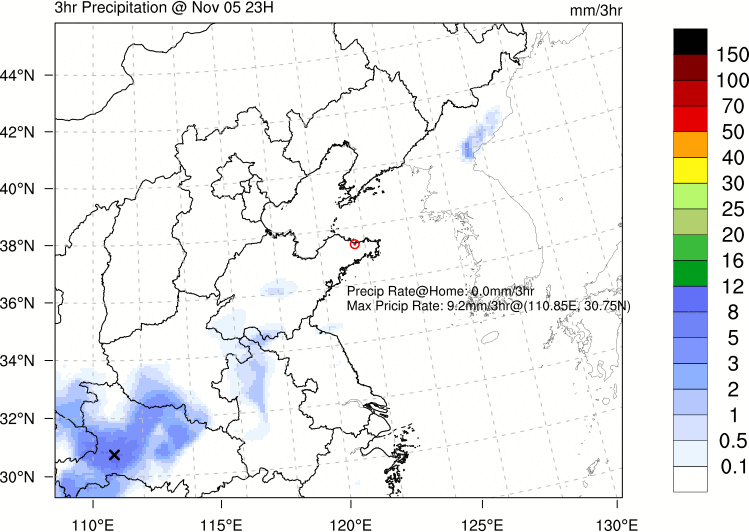 3hr Precipitation @ Nov 05 23H
mm/3hr
44°N
42°N
40°N
38°N
36°N
34°N
32°N
30°N
Precip Rate@Home: 0.0mm/3hr
Max Pricip Rate: 9.2mm/3hr@(110.85E, 30.75N)
110°E 115°E 120°E 125°E 130°E
150
100
70
50
40
30
25
20
16
12
8
5
3
2
1
0.5
0.1